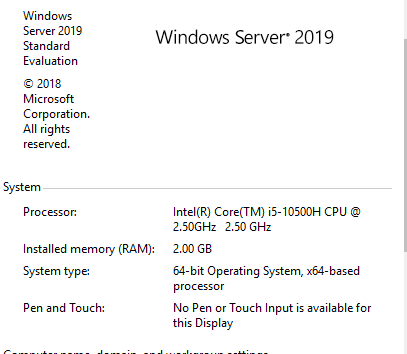 Windows
Server 2019
Standard
Evaluation
© 2018
Microsoft
Corporation.
All rights
reserved.
Windows Server® 2019
System
Processor: Intel(R) Core(TM) i5-10500H CPU @
2.50GHz 2.50 GHz
Installed memory (RAM): 2.00 GB
System type: 64-bit Operating System, x64-based
processor
Pen and Touch: No Pen or Touch Input is available for
this Display
Computer name, domain, and workgroup settings